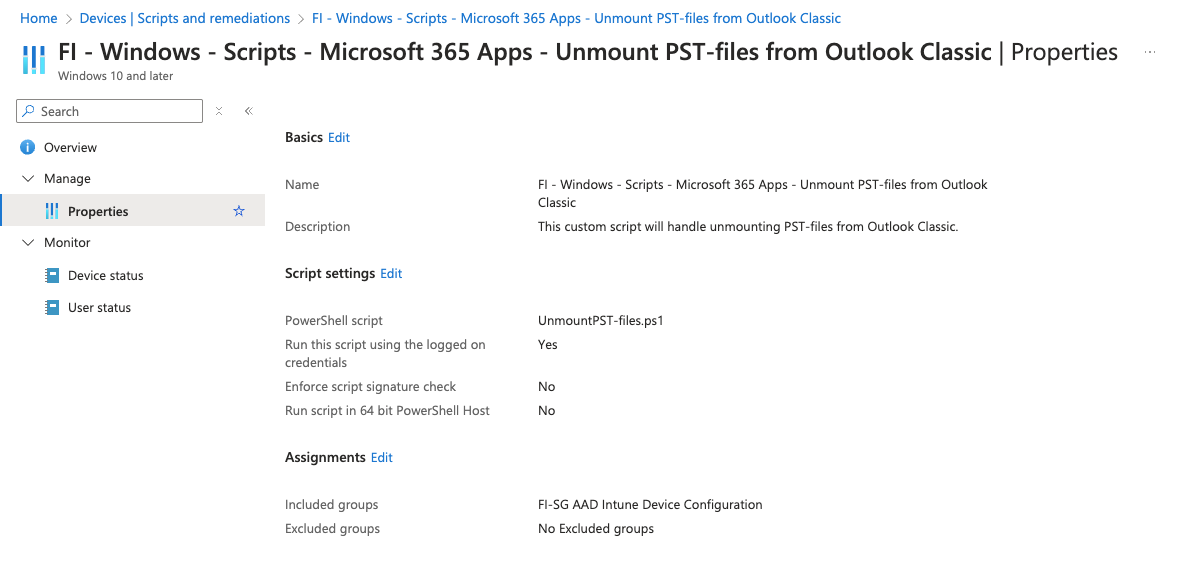 Home > Devices | Scripts and remediations > FI - Windows - Scripts - Microsoft 365 Apps - Unmount PST-files from Outlook Classic
FI - Windows - Scripts - Microsoft 365 Apps - Unmount PST-files from Outlook Classic | Properties ...
Windows 10 and later
Search
Overview
Manage
Properties
Monitor
Device status
User status
Basics Edit
Name FI - Windows - Scripts - Microsoft 365 Apps - Unmount PST-files from Outlook
Classic
Description This custom script will handle unmounting PST-files from Outlook Classic.
Script settings Edit
PowerShell script UnmountPST-files.ps1
Run this script using the logged on Yes
credentials
Enforce script signature check No
Run script in 64 bit PowerShell Host No
Assignments Edit
Included groups FI-SG AAD Intune Device Configuration
Excluded groups No Excluded groups